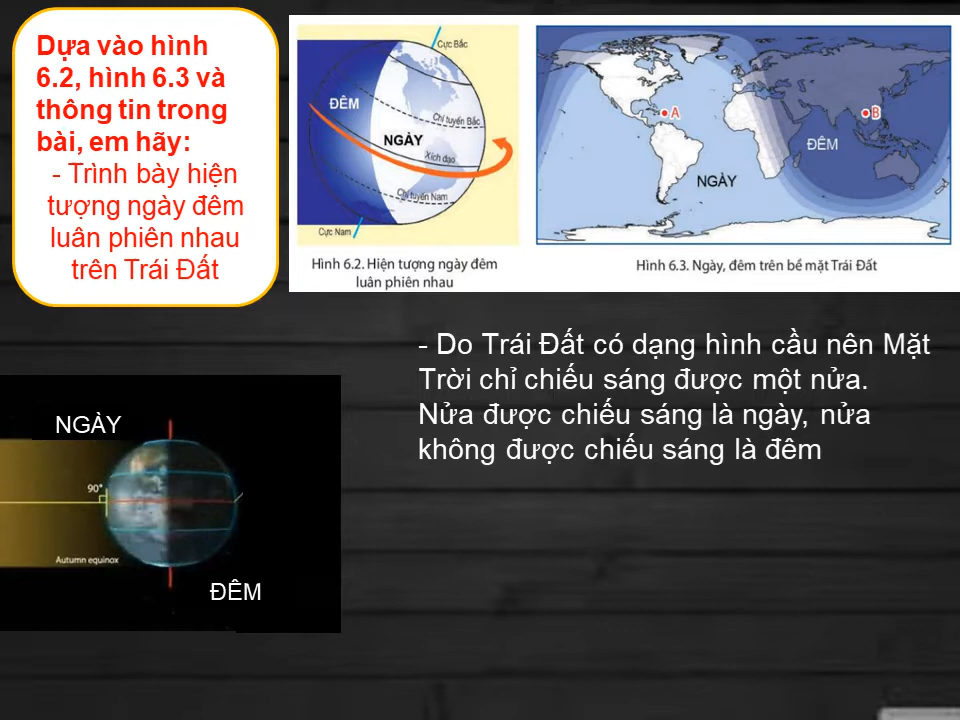 Dựa vào hình
6.2, hình 6.3 và
thông tin trong
bài, em hãy:
- Trình bày hiện
tượng ngày đêm
luân phiên nhau
trên Trái Đất
Cực Bắc
ĐÊM
Chí tuyến Bắc
NGÀY
Xích đạo
Chí tuyến Nam
Cực Nam
Hình 6.2. Hiện tượng ngày đêm
luân phiên nhau
A
B
ĐÊM
NGÀY
Hình 6.3. Ngày, đêm trên bề mặt Trái Đất
- Do Trái Đất có dạng hình cầu nên Mặt
Trời chỉ chiếu sáng được một nửa.
Nửa được chiếu sáng là ngày, nửa
không được chiếu sáng là đêm
NGÀY
90°
Autumn equinox
ĐÊM